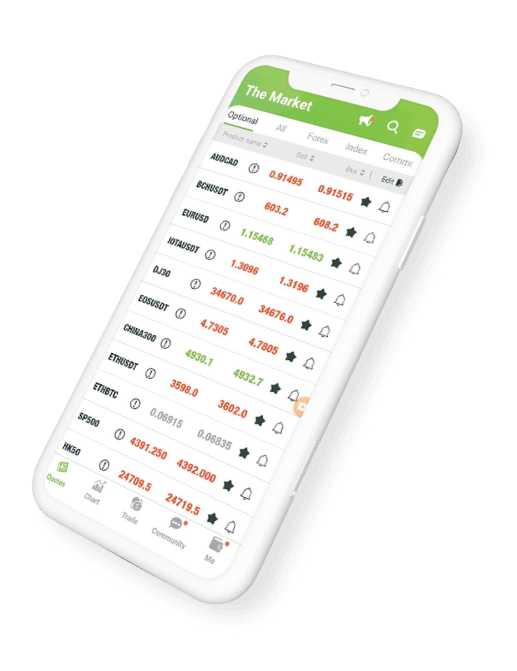 The Market
Optional All Forex Index Comm
Product name Sell Buy Edit
AUDCAD 0.91495 0.91515
BCHUSDT 603.2 608.2
EURUSD 1.15468 1.15483
IOTAUSDT 1.3096 1.3196
DJ30 34670.0 34676.0
EOSUSDT 4.7305 4.7805
CHINA300 4930.1 4932.7
ETHUSDT 3598.0 3602.0
ETHBTC 0.06915 0.06835
SP500 4391.250 4392.000
HK50 24709.5 24719.5
Quotes Chart Trade Community Me